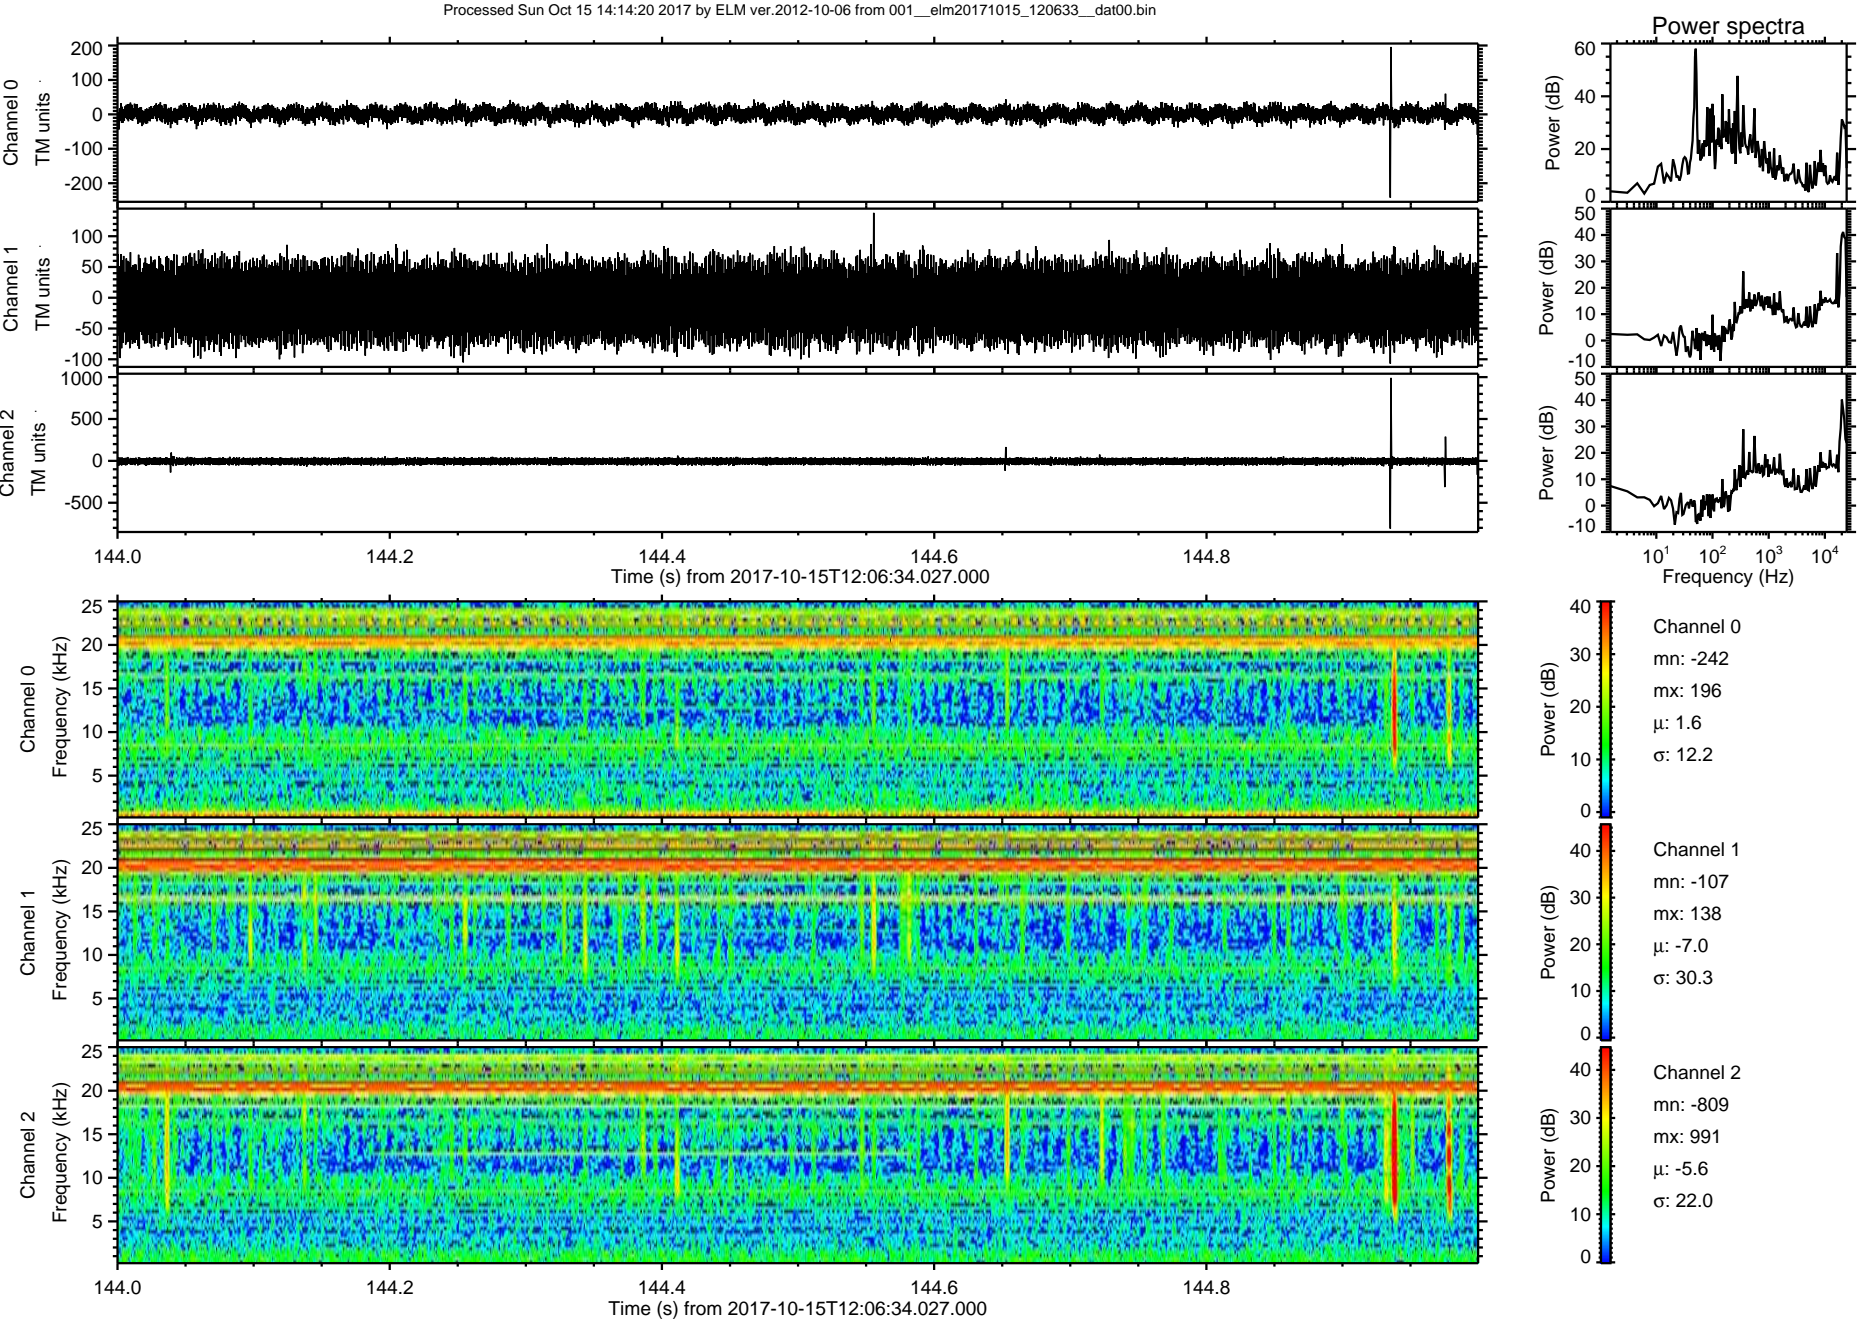 Processed Sun Oct 15 14:14:20 2017 by ELM ver.2012-10-06 from 001__elm20171015_120633__dat00.bin
Power spectra
Channel 0
TM units
200
100
0
-100
-200
Power (dB)
60
40
20
0
Channel 1
TM units
100
50
0
-50
-100
Power (dB)
50
40
30
20
10
0
-10
Channel 2
TM units
1000
500
0
-500
Power (dB)
50
40
30
20
10
0
-10
144.0 144.2 144.4 144.6 144.8
Time (s) from 2017-10-15T12:06:34.027.000
10^1 10^2 10^3 10^4
Frequency (Hz)
Channel 0
Frequency (kHz)
25
20
15
10
5
Power (dB)
40
30
20
10
0
Channel 0
mn: -242
mx: 196
μ: 1.6
σ: 12.2
Channel 1
Frequency (kHz)
25
20
15
10
5
Power (dB)
40
30
20
10
0
Channel 1
mn: -107
mx: 138
μ: -7.0
σ: 30.3
Channel 2
Frequency (kHz)
25
20
15
10
5
Power (dB)
40
30
20
10
0
Channel 2
mn: -809
mx: 991
μ: -5.6
σ: 22.0
144.0 144.2 144.4 144.6 144.8
Time (s) from 2017-10-15T12:06:34.027.000